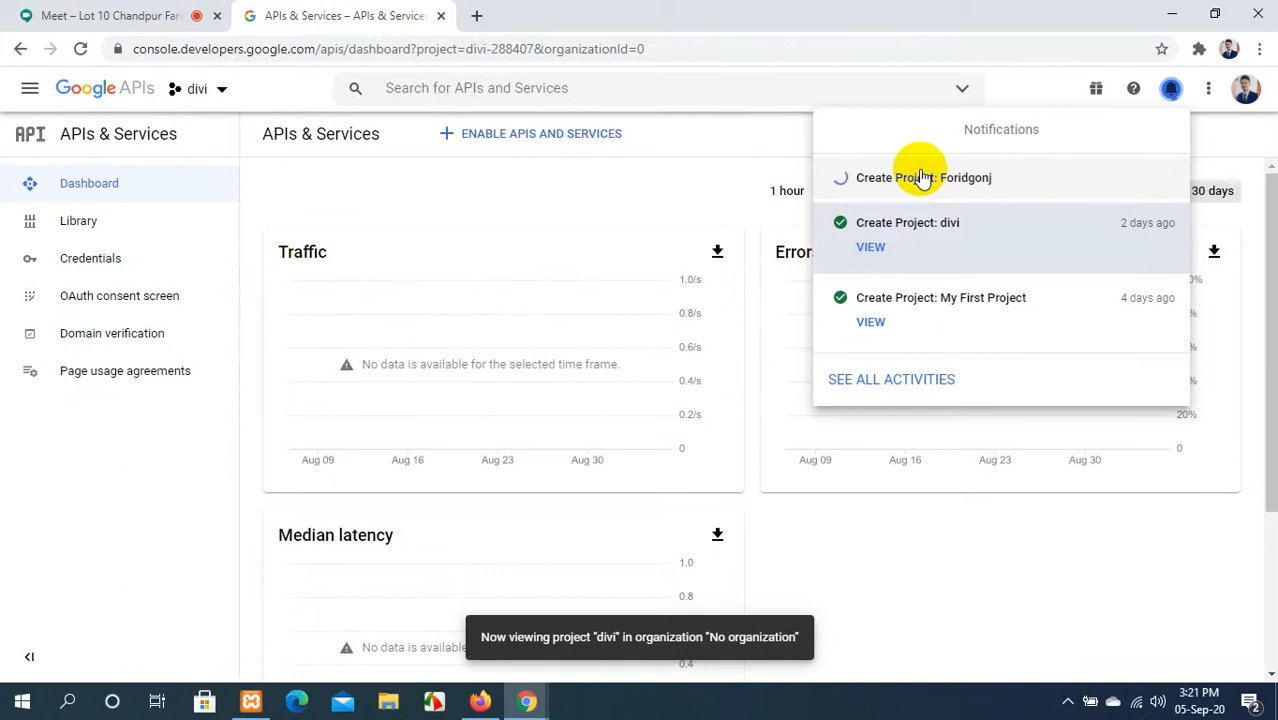 Meet – Lot 10 Chandpur Far
APIs & Services – APIs & Services
console.developers.google.com/apis/dashboard?project=divi-288407&organizationId=0
Google APIs
divi
Search for APIs and Services
API APIs & Services
APIs & Services
ENABLE APIS AND SERVICES
Notifications
Dashboard
Library
Credentials
OAuth consent screen
Domain verification
Page usage agreements
1 hour
30 days
Create Project: Foridgonj
Create Project: divi
2 days ago
VIEW
Create Project: My First Project
4 days ago
VIEW
SEE ALL ACTIVITIES
Traffic
1.0/s
0.8/s
0.6/s
0.4/s
0.2/s
0
No data is available for the selected time frame.
Aug 09 Aug 16 Aug 23 Aug 30
Errors
0%
%
%
%
20%
0
Aug 09 Aug 16 Aug 23 Aug 30
Median latency
1.0
0.8
0.6
0.4
No data is available
Now viewing project "divi" in organization "No organization"
3:21 PM
05-Sep-20
2